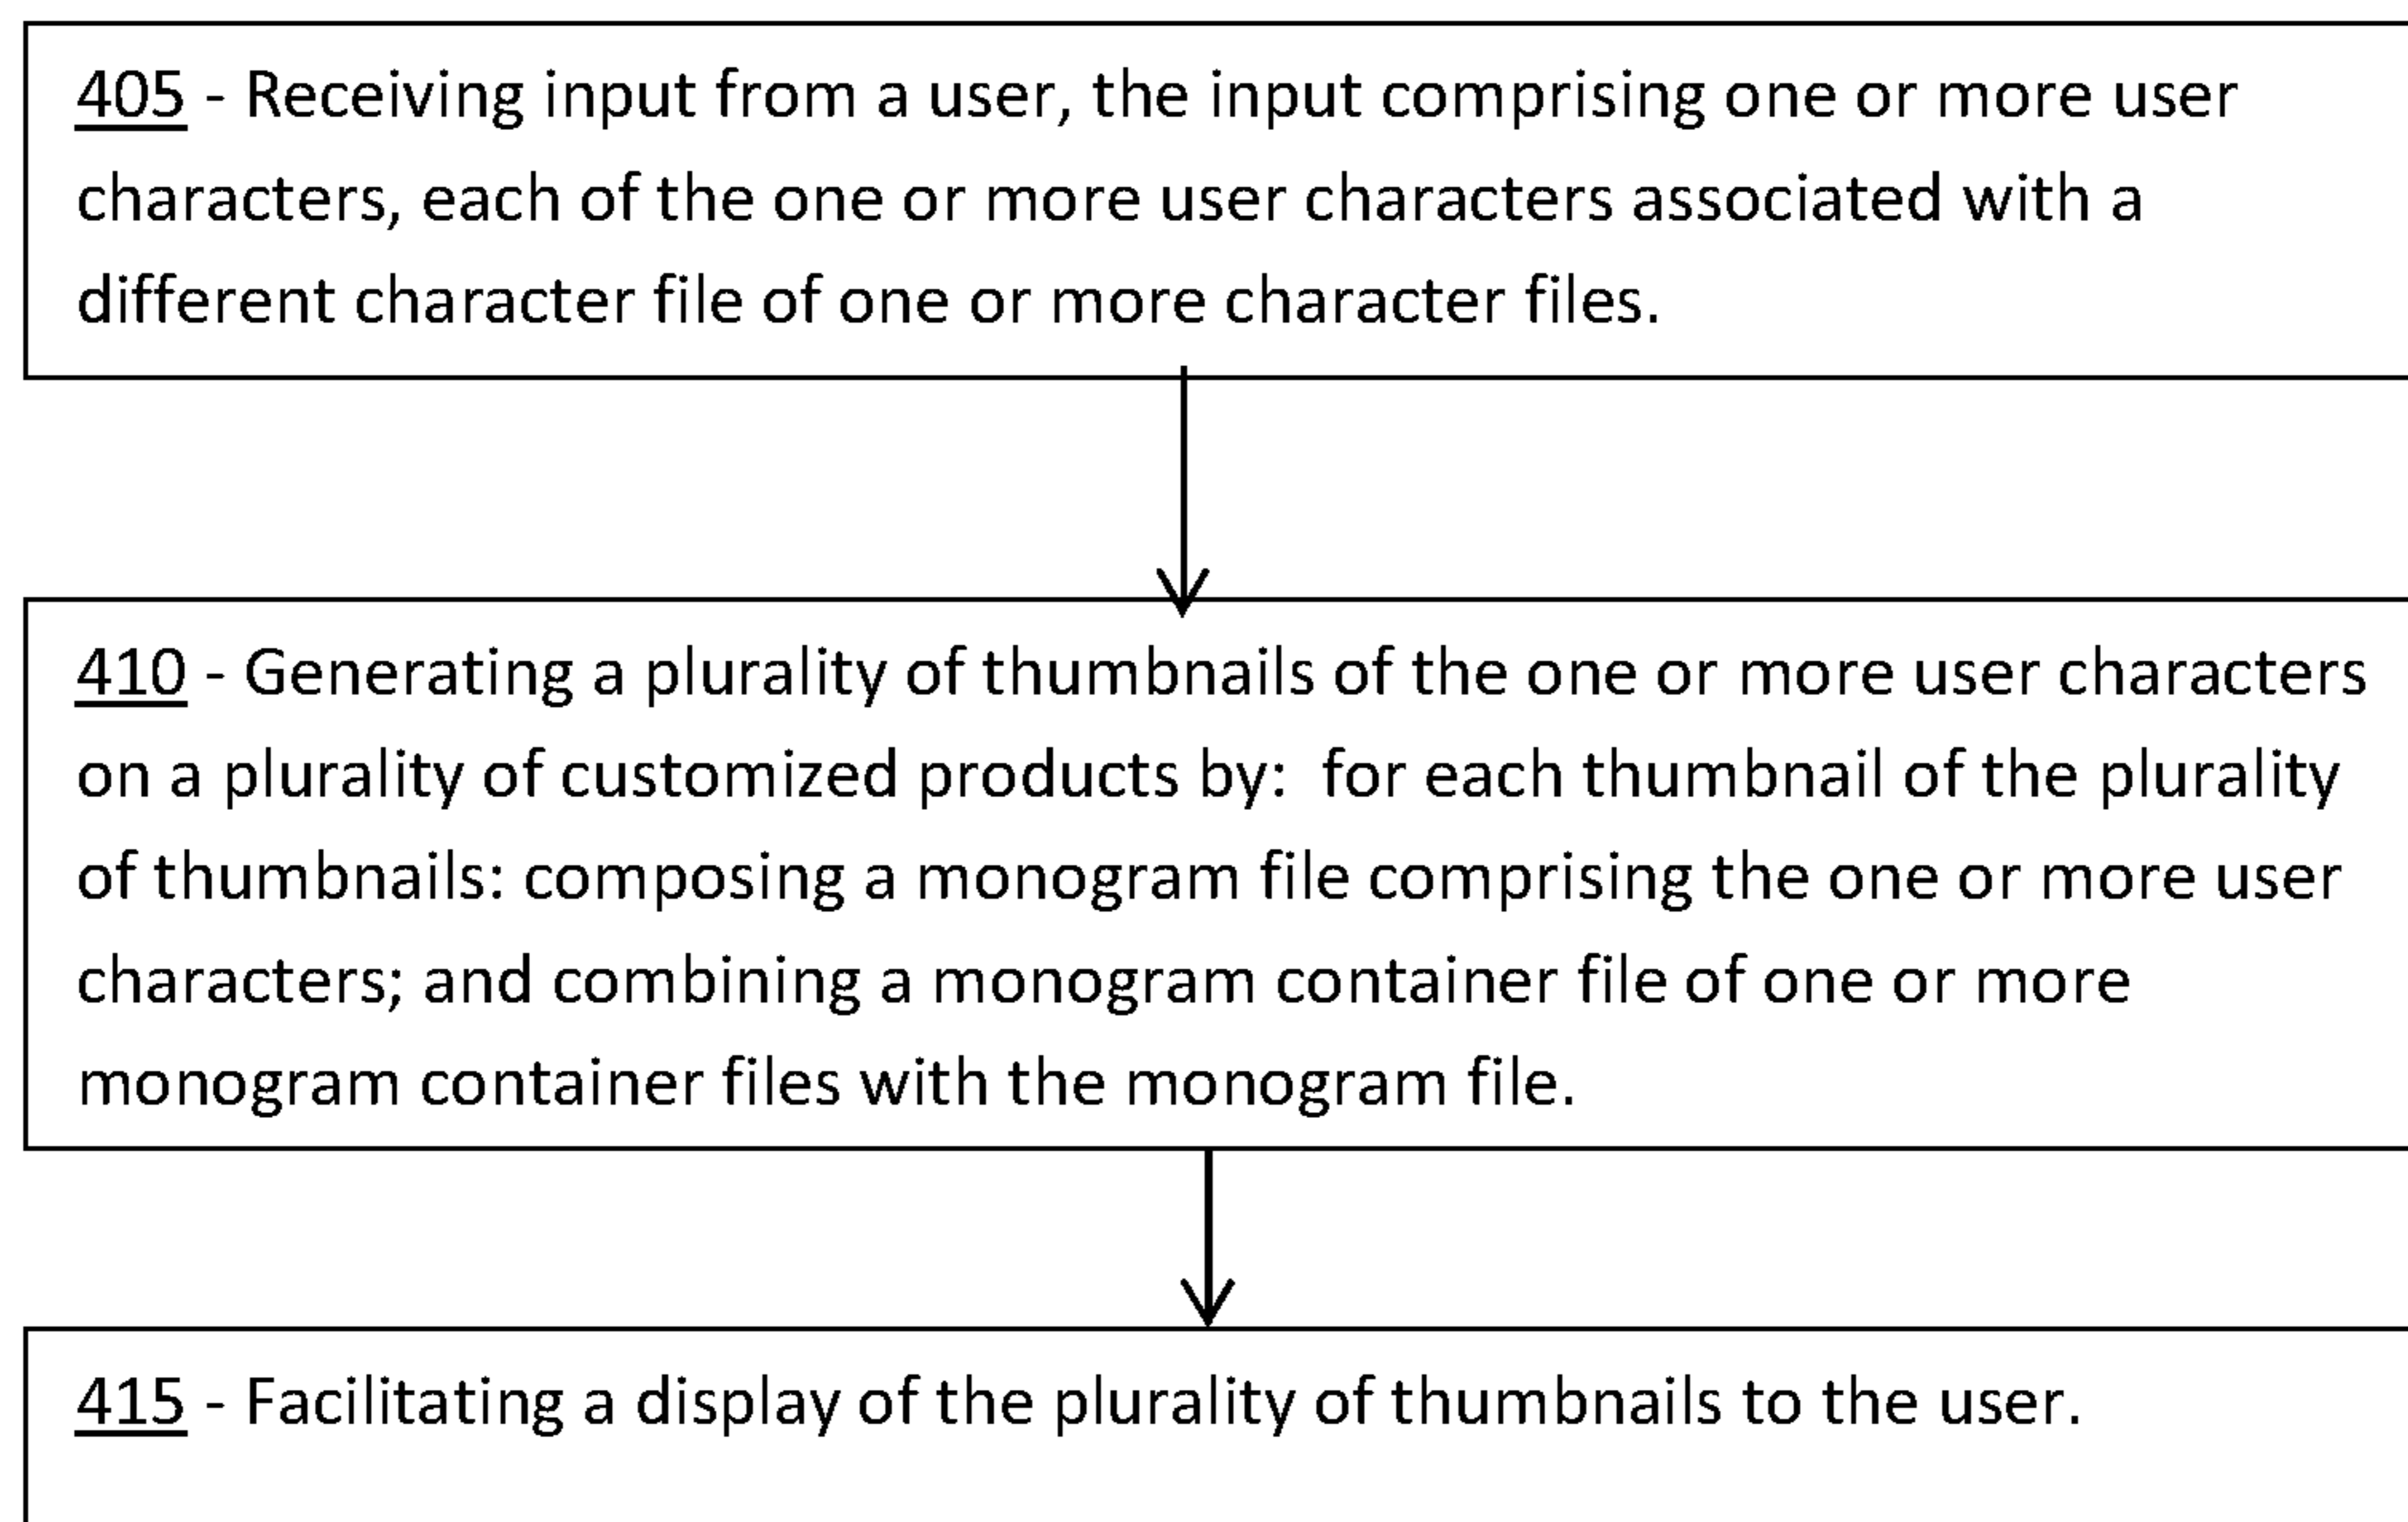 405 - Receiving input from a user, the input comprising one or more user
characters, each of the one or more user characters associated with a
different character file of one or more character files.
410 - Generating a plurality of thumbnails of the one or more user characters
on a plurality of customized products by:  for each thumbnail of the plurality
of thumbnails: composing a monogram file comprising the one or more user
characters; and combining a monogram container file of one or more
monogram container files with the monogram file.
415 - Facilitating a display of the plurality of thumbnails to the user.